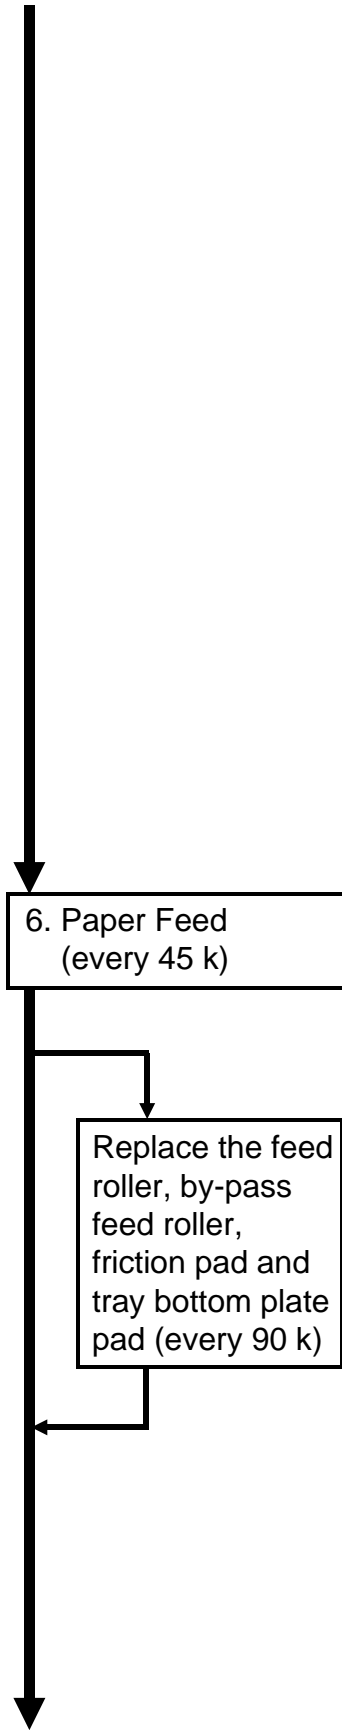 6. Paper Feed
(every 45 k)
Replace the feed
roller, by-pass
feed roller,
friction pad and
tray bottom plate
pad (every 90 k)